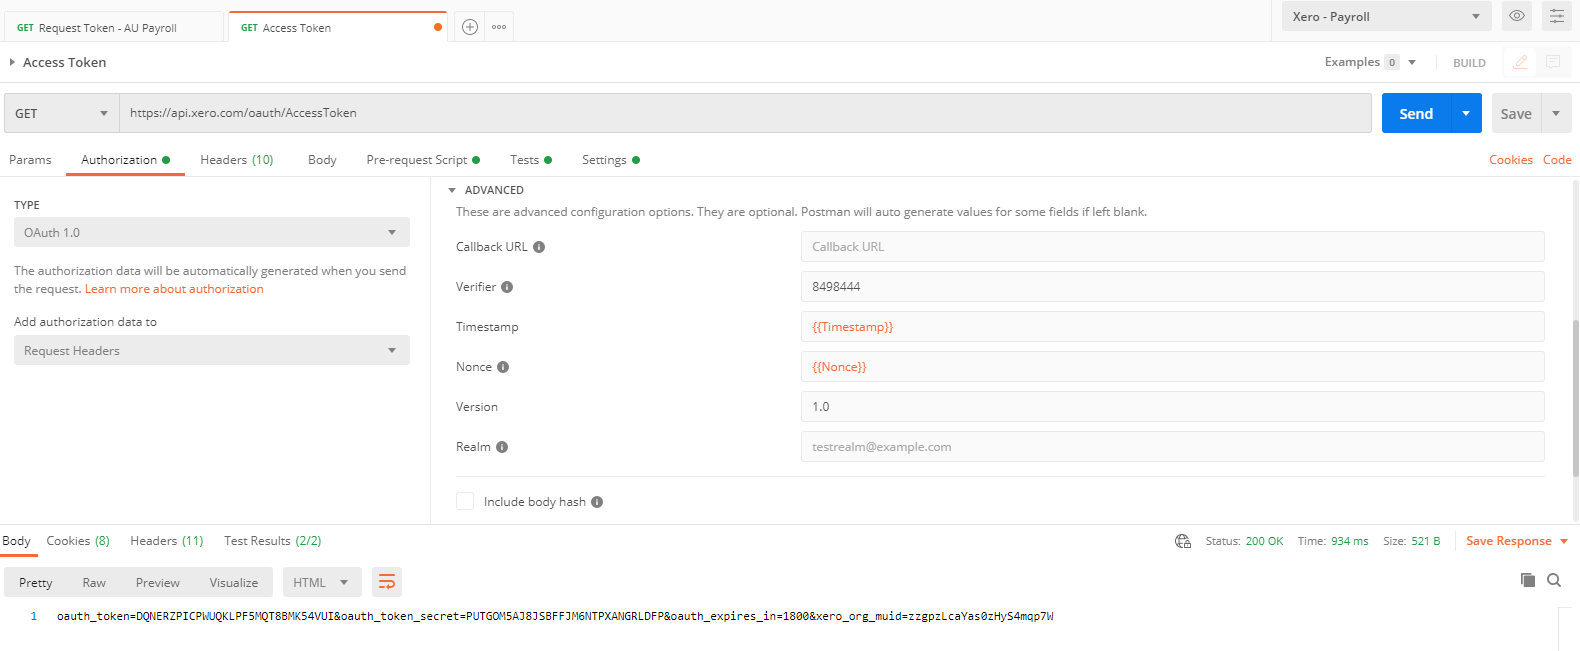 GET Request Token - AU Payroll
GET Access Token
Xero - Payroll
Access Token
Examples 0
BUILD
GET
https://api.xero.com/oauth/AccessToken
Send
Save
Params
Authorization
Headers (10)
Body
Pre-request Script
Tests
Settings
Cookies
Code
TYPE
OAuth 1.0
The authorization data will be automatically generated when you send
the request. Learn more about authorization
Add authorization data to
Request Headers
ADVANCED
These are advanced configuration options. They are optional. Postman will auto generate values for some fields if left blank.
Callback URL
Callback URL
Verifier
8498444
Timestamp
{{Timestamp}}
Nonce
{{Nonce}}
Version
1.0
Realm
testrealm@example.com
Include body hash
Body
Cookies (8)
Headers (11)
Test Results (2/2)
Status: 200 OK
Time: 934 ms
Size: 521 B
Save Response
Pretty
Raw
Preview
Visualize
HTML
1 oauth_token=DQNERZPICPWUQKLPF5MQT8BMK54VUI&oauth_token_secret=PUTGOM5AJ8JSBFFJM6NTPXANGRLDFP&oauth_expires_in=1800&xero_org_muid=zzgpzLcaYas0zHyS4mqp7W